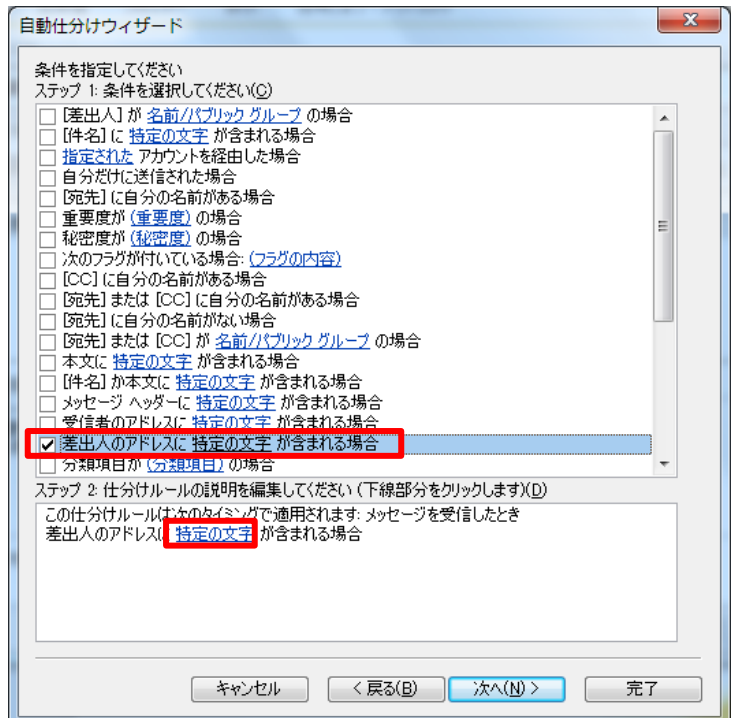 自動仕分けウィザード
条件を指定してください
ステップ 1: 条件を選択してください(C)
[差出人] が 名前/パブリック グループ の場合
[件名] に 特定の文字 が含まれる場合
指定された アカウントを経由した場合
自分だけに送信された場合
[宛先] に自分の名前がある場合
重要度が (重要度) の場合
秘密度が (秘密度) の場合
次のフラグが付いている場合: (フラグの内容)
[CC] に自分の名前がある場合
[宛先] または [CC] に自分の名前がある場合
[宛先] に自分の名前がない場合
[宛先] または [CC] が 名前/パブリック グループ の場合
本文に 特定の文字 が含まれる場合
[件名] か本文に 特定の文字 が含まれる場合
メッセージ ヘッダーに 特定の文字 が含まれる場合
受信者のアドレスに 特定の文字 が含まれる場合
差出人のアドレスに 特定の文字 が含まれる場合
分類項目が (分類項目) の場合
ステップ 2: 仕分けルールの説明を編集してください (下線部分をクリックします)(D)
この仕分けルールは次のタイミングで適用されます: メッセージを受信したとき
差出人のアドレスに 特定の文字 が含まれる場合
キャンセル
< 戻る(B)
次へ(N) >
完了